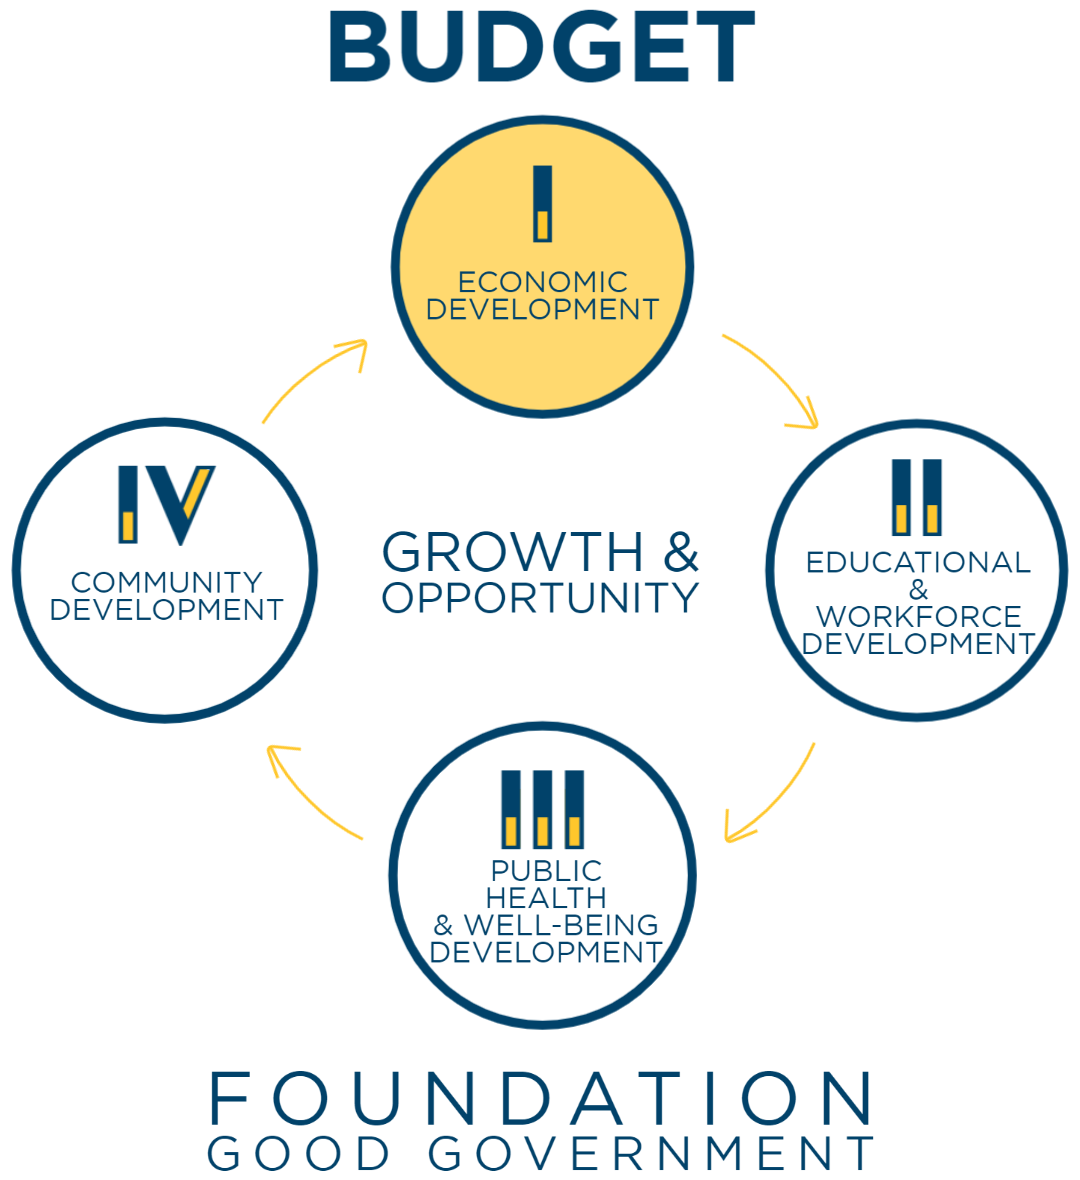 BUDGET
I
ECONOMIC
DEVELOPMENT
II
EDUCATIONAL
&
WORKFORCE
DEVELOPMENT
III
PUBLIC
HEALTH
& WELL-BEING
DEVELOPMENT
IV
COMMUNITY
DEVELOPMENT
GROWTH &
OPPORTUNITY
FOUNDATION
GOOD GOVERNMENT